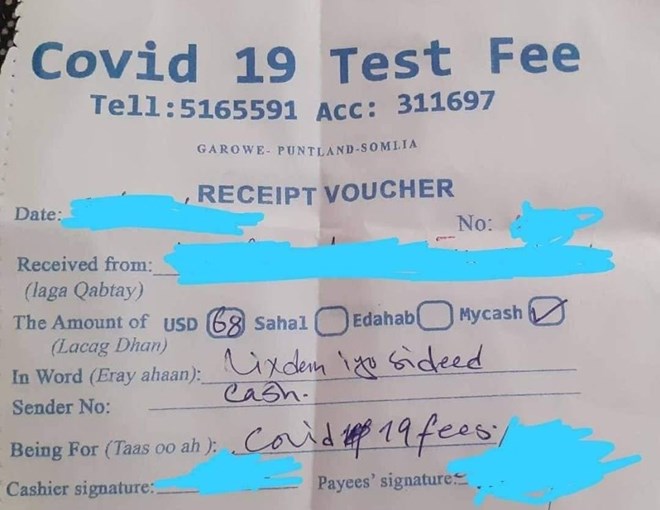 Covid 19 Test Fee
Tell:5165591 Acc: 311697
GAROWE- PUNTLAND-SOMLIA
RECEIPT VOUCHER
Date:
No:
Received from:
(laga Qabtay)
The Amount of USD 68 Sahal Edahab Mycash
(Lacag Dhan)
In Word (Eray ahaan): Lixdem iyo sideed
Cash.
Sender No:
Being For (Taas oo ah ): Covid 19 fees.
Cashier signature: Payees' signature: